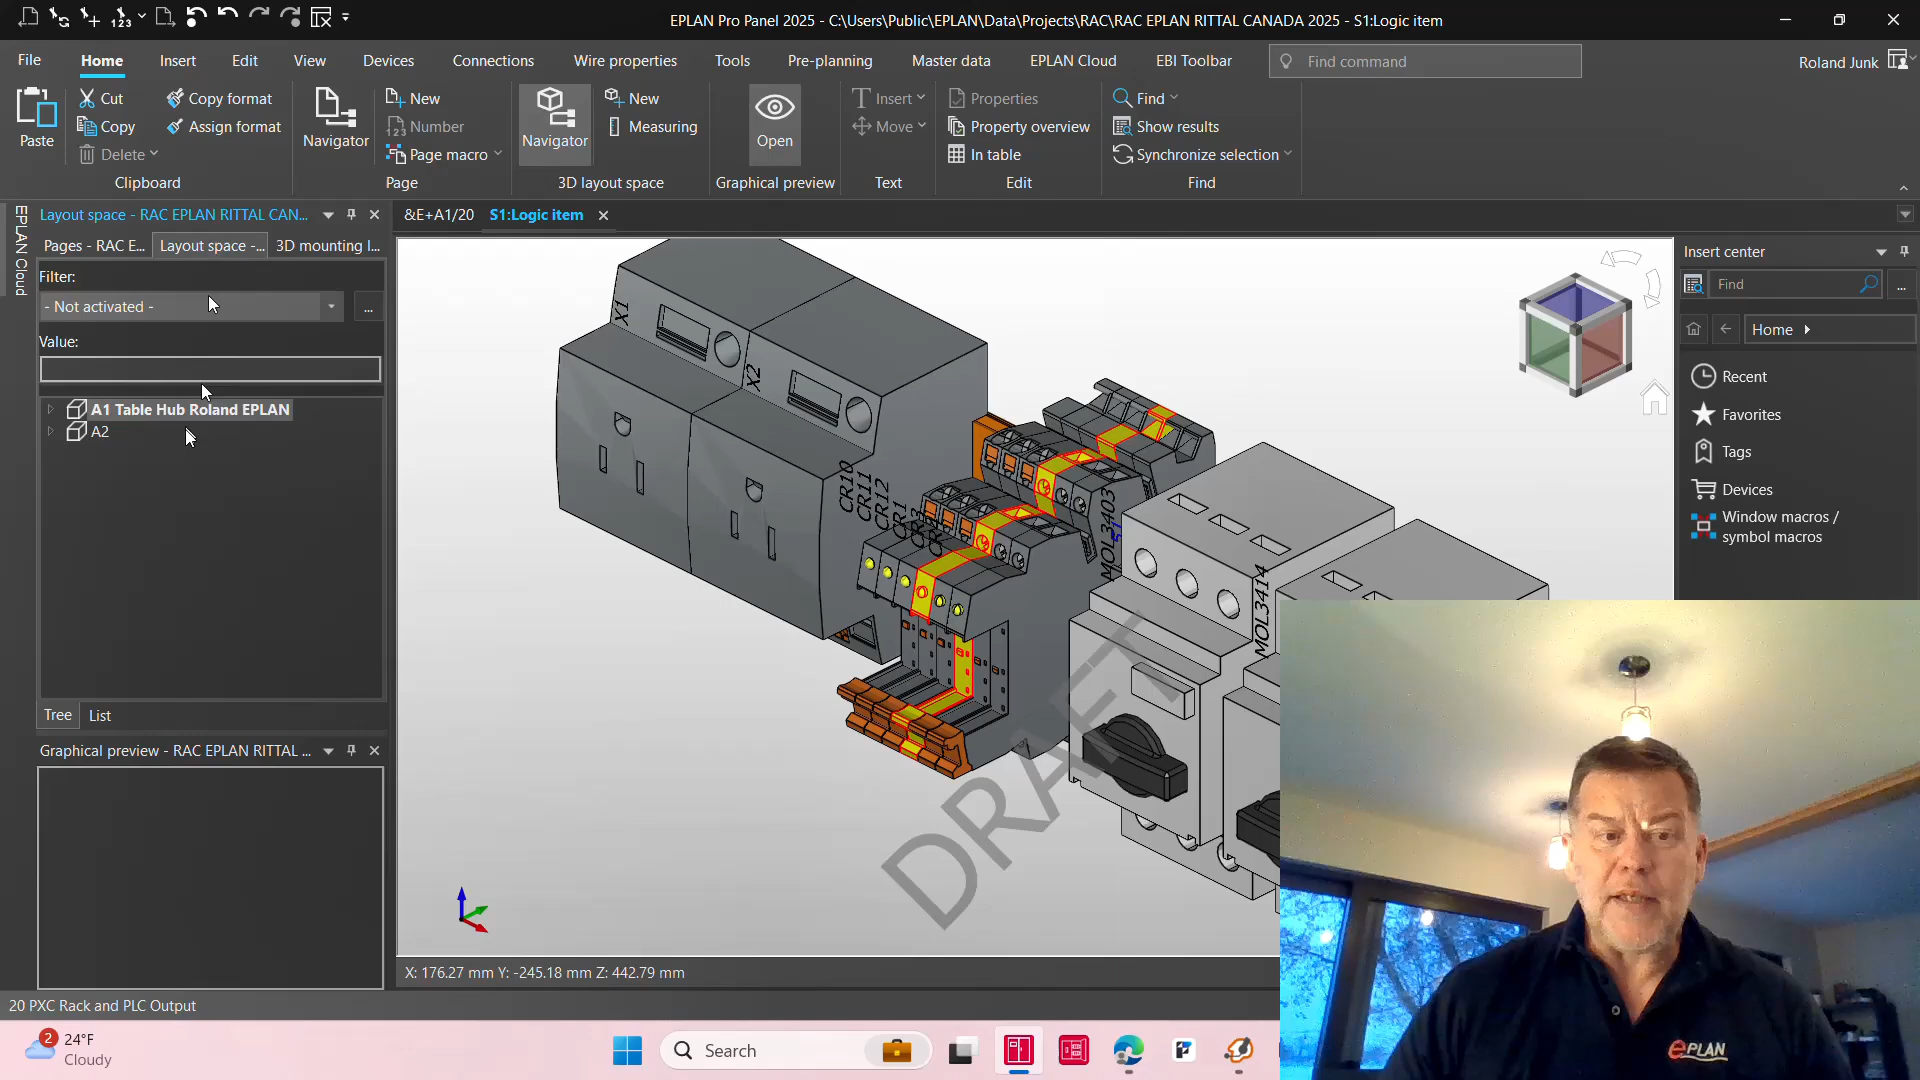 EPLAN Pro Panel 2025 - C:\Users\Public\EPLAN\Data\Projects\RAC\RAC EPLAN RITTAL CANADA 2025 - S1:Logic item
File Home Insert Edit View Devices Connections Wire properties Tools Pre-planning Master data EPLAN Cloud EBI Toolbar Find command Roland Junk
Paste
Cut
Copy
Delete
Copy format
Assign format
Clipboard
Navigator
New
Number
Page macro
Page
Navigator
New
Measuring
3D layout space
Open
Graphical preview
Insert
Move
Text
Properties
Property overview
In table
Edit
Find
Show results
Synchronize selection
Find
EPLAN Cloud
Layout space - RAC EPLAN RITTAL CAN...
Pages - RAC E... Layout space -... 3D mounting l...
Filter:
- Not activated -
...
Value:
A1 Table Hub Roland EPLAN
A2
Tree List
Graphical preview - RAC EPLAN RITTAL ...
&E+A1/20 S1:Logic item
X1
X2
CR10
CR11
CR12
CR1
MOL3403
MOL3414
DRAFT
X: 176.27 mm Y: -245.18 mm Z: 442.79 mm
Insert center
Find
...
Home
Recent
Favorites
Tags
Devices
Window macros /
symbol macros
20 PXC Rack and PLC Output
2
24°F
Cloudy
Search
ePLAN